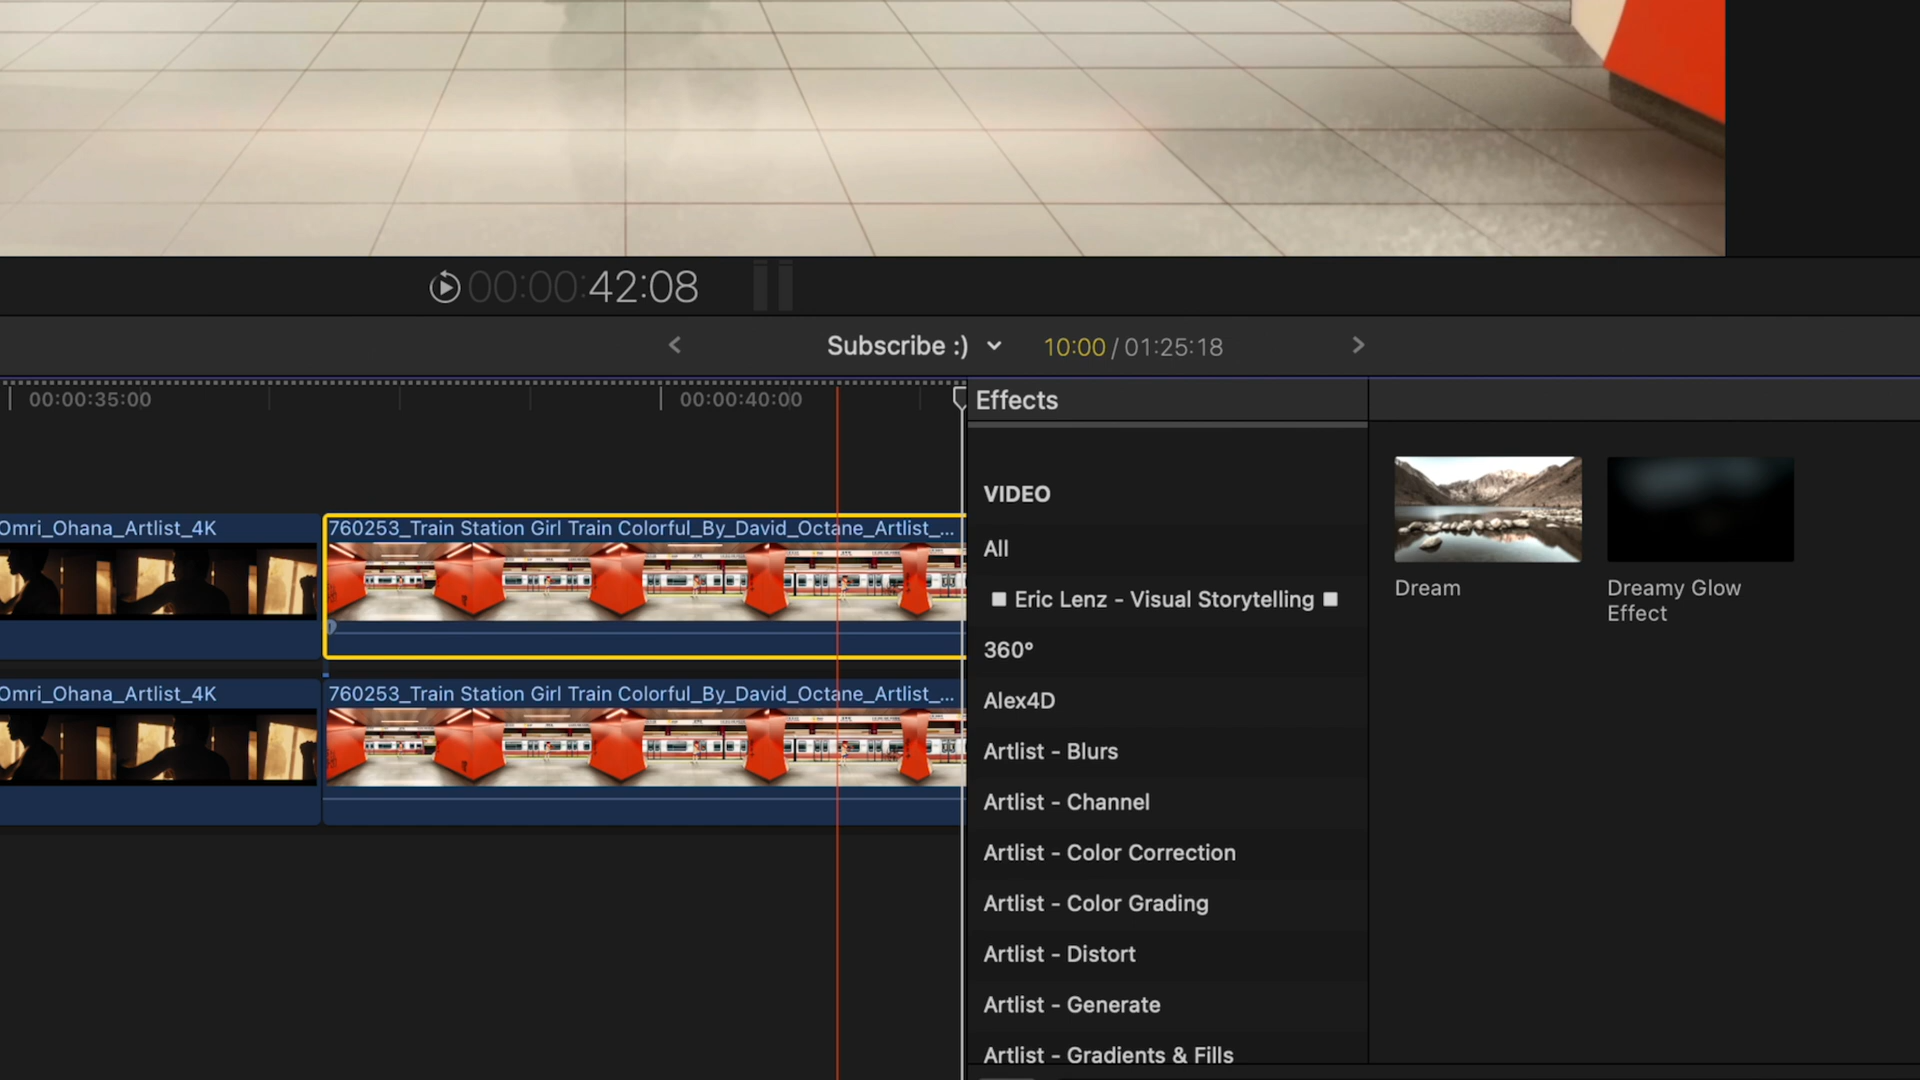 00:00:42:08
Subscribe :)
10:00 / 01:25:18
00:00:35:00
00:00:40:00
Effects
VIDEO
All
Eric Lenz - Visual Storytelling
360°
Alex4D
Artlist - Blurs
Artlist - Channel
Artlist - Color Correction
Artlist - Color Grading
Artlist - Distort
Artlist - Generate
Artlist - Gradients & Fills
Dream
Dreamy Glow
Effect
Omri_Ohana_Artlist_4K
760253_Train Station Girl Train Colorful_By_David_Octane_Artlist_...
Omri_Ohana_Artlist_4K
760253_Train Station Girl Train Colorful_By_David_Octane_Artlist_...